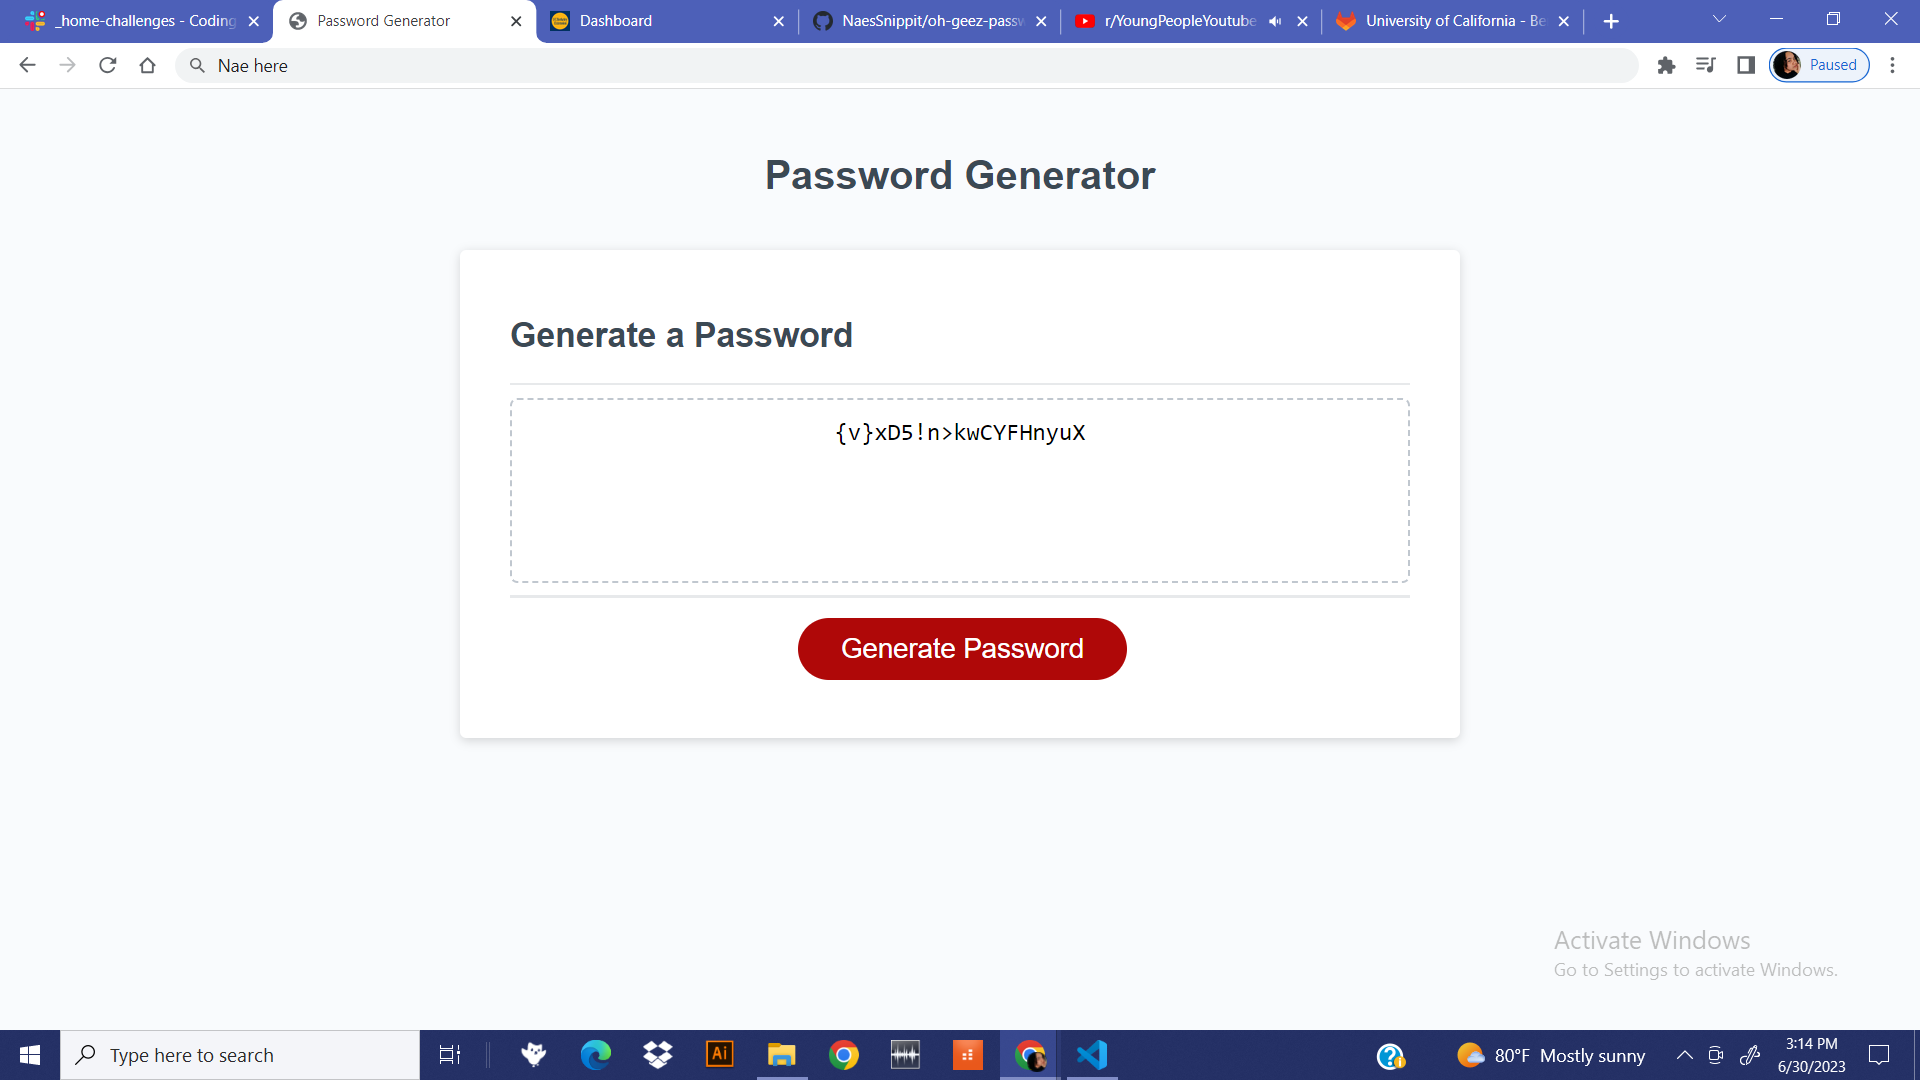 _home-challenges - Coding
Password Generator
Dashboard
NaesSnippit/oh-geez-passw
r/YoungPeopleYoutube
University of California - Be
Nae here
Paused
Password Generator
Generate a Password
{v}xD5!n>kwCYFHnyuX
Generate Password
Activate Windows
Go to Settings to activate Windows.
Type here to search
Ai
80°F Mostly sunny
3:14 PM
6/30/2023